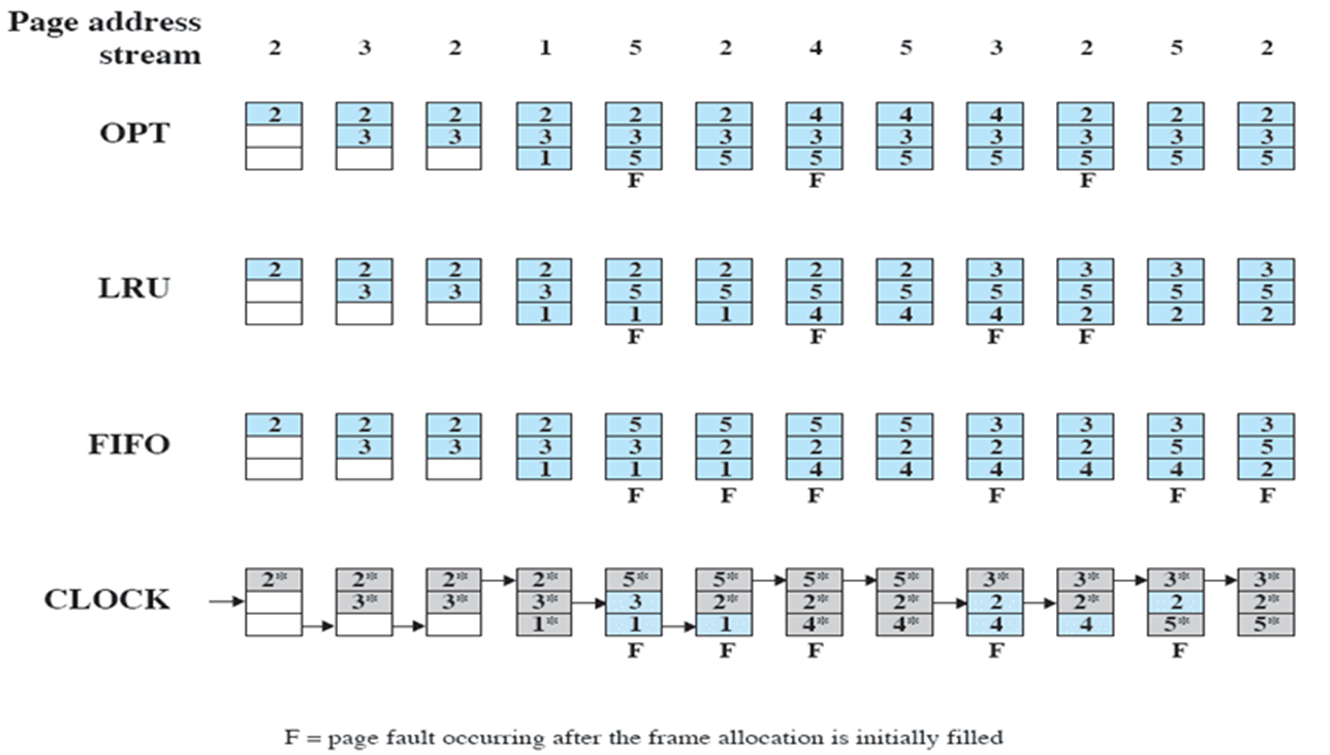 Page address
stream 2 3 2 1 5 2 4 5 3 2 5 2
2 2 2 2 2 2 4 4 4 2 2 2
OPT 3 3 3 3 3 3 3 3 3 3 3
1 5 5 5 5 5 5 5 5
F F F
2 2 2 2 2 2 2 2 3 3 3 3
LRU 3 3 3 5 5 5 5 5 5 5 5
1 1 1 4 4 4 2 2 2
F F F F
2 2 2 2 5 5 5 5 3 3 3 3
FIFO 3 3 3 3 2 2 2 2 2 5 5
1 1 1 4 4 4 4 4 2
F F F F F F
2* 2* 2* 2* 5* 5* 5* 5* 3* 3* 3* 3*
CLOCK 3* 3* 3* 3 2* 2* 2* 2 2* 2 2*
1* 1 1 4* 4* 4 4 5* 5*
F F F F F
F = page fault occurring after the frame allocation is initially filled